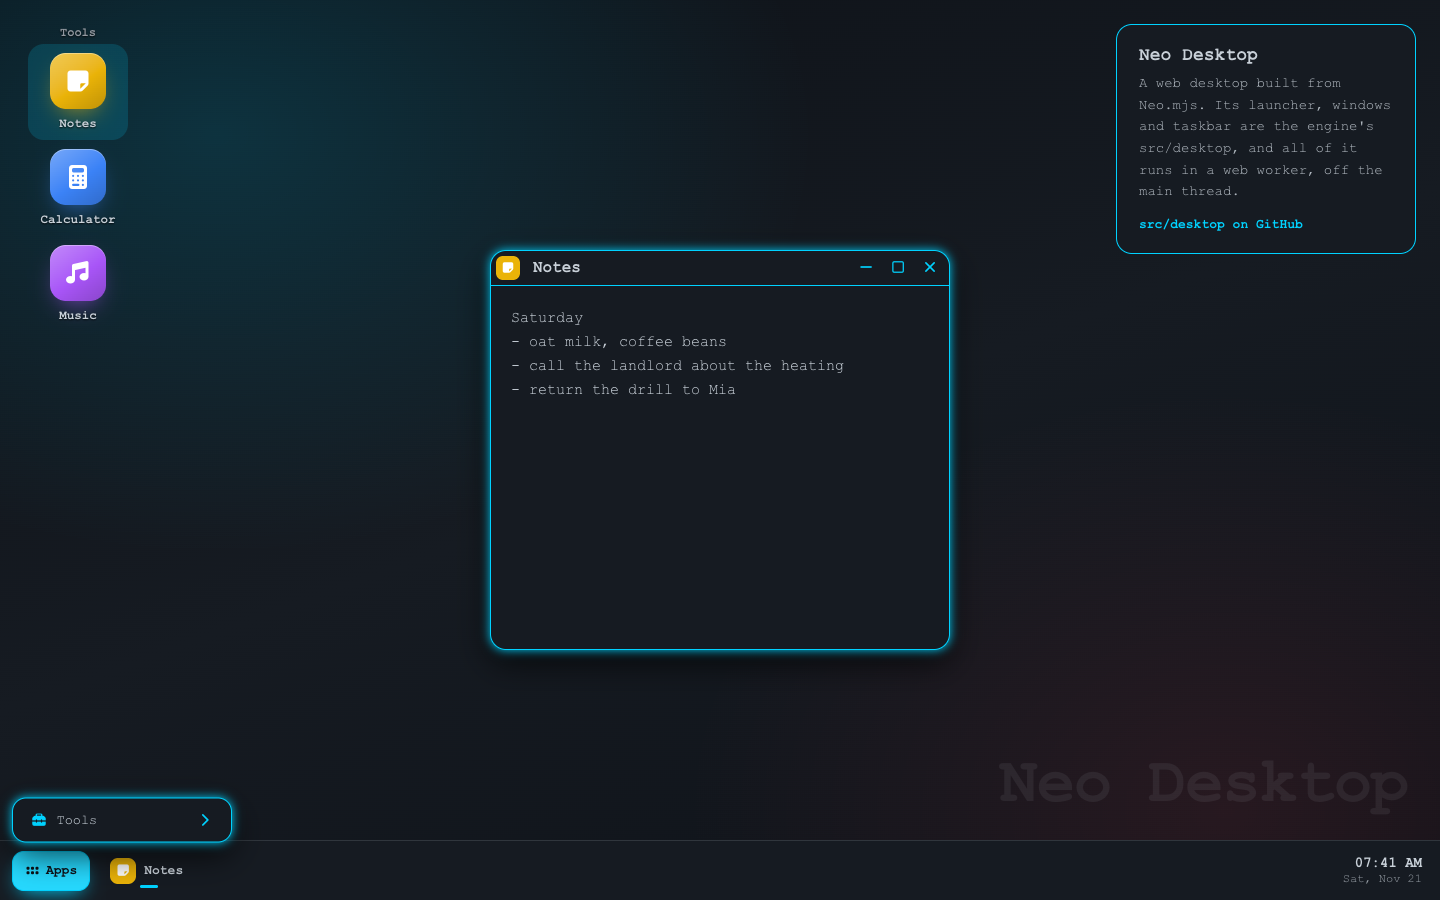 Tools
Notes
Calculator
Music
Neo Desktop
A web desktop built from
Neo.mjs. Its launcher, windows
and taskbar are the engine's
src/desktop, and all of it
runs in a web worker, off the
main thread.
src/desktop on GitHub
Notes
Saturday
- oat milk, coffee beans
- call the landlord about the heating
- return the drill to Mia
Neo Desktop
Tools
Apps
Notes
07:41 AM
Sat, Nov 21